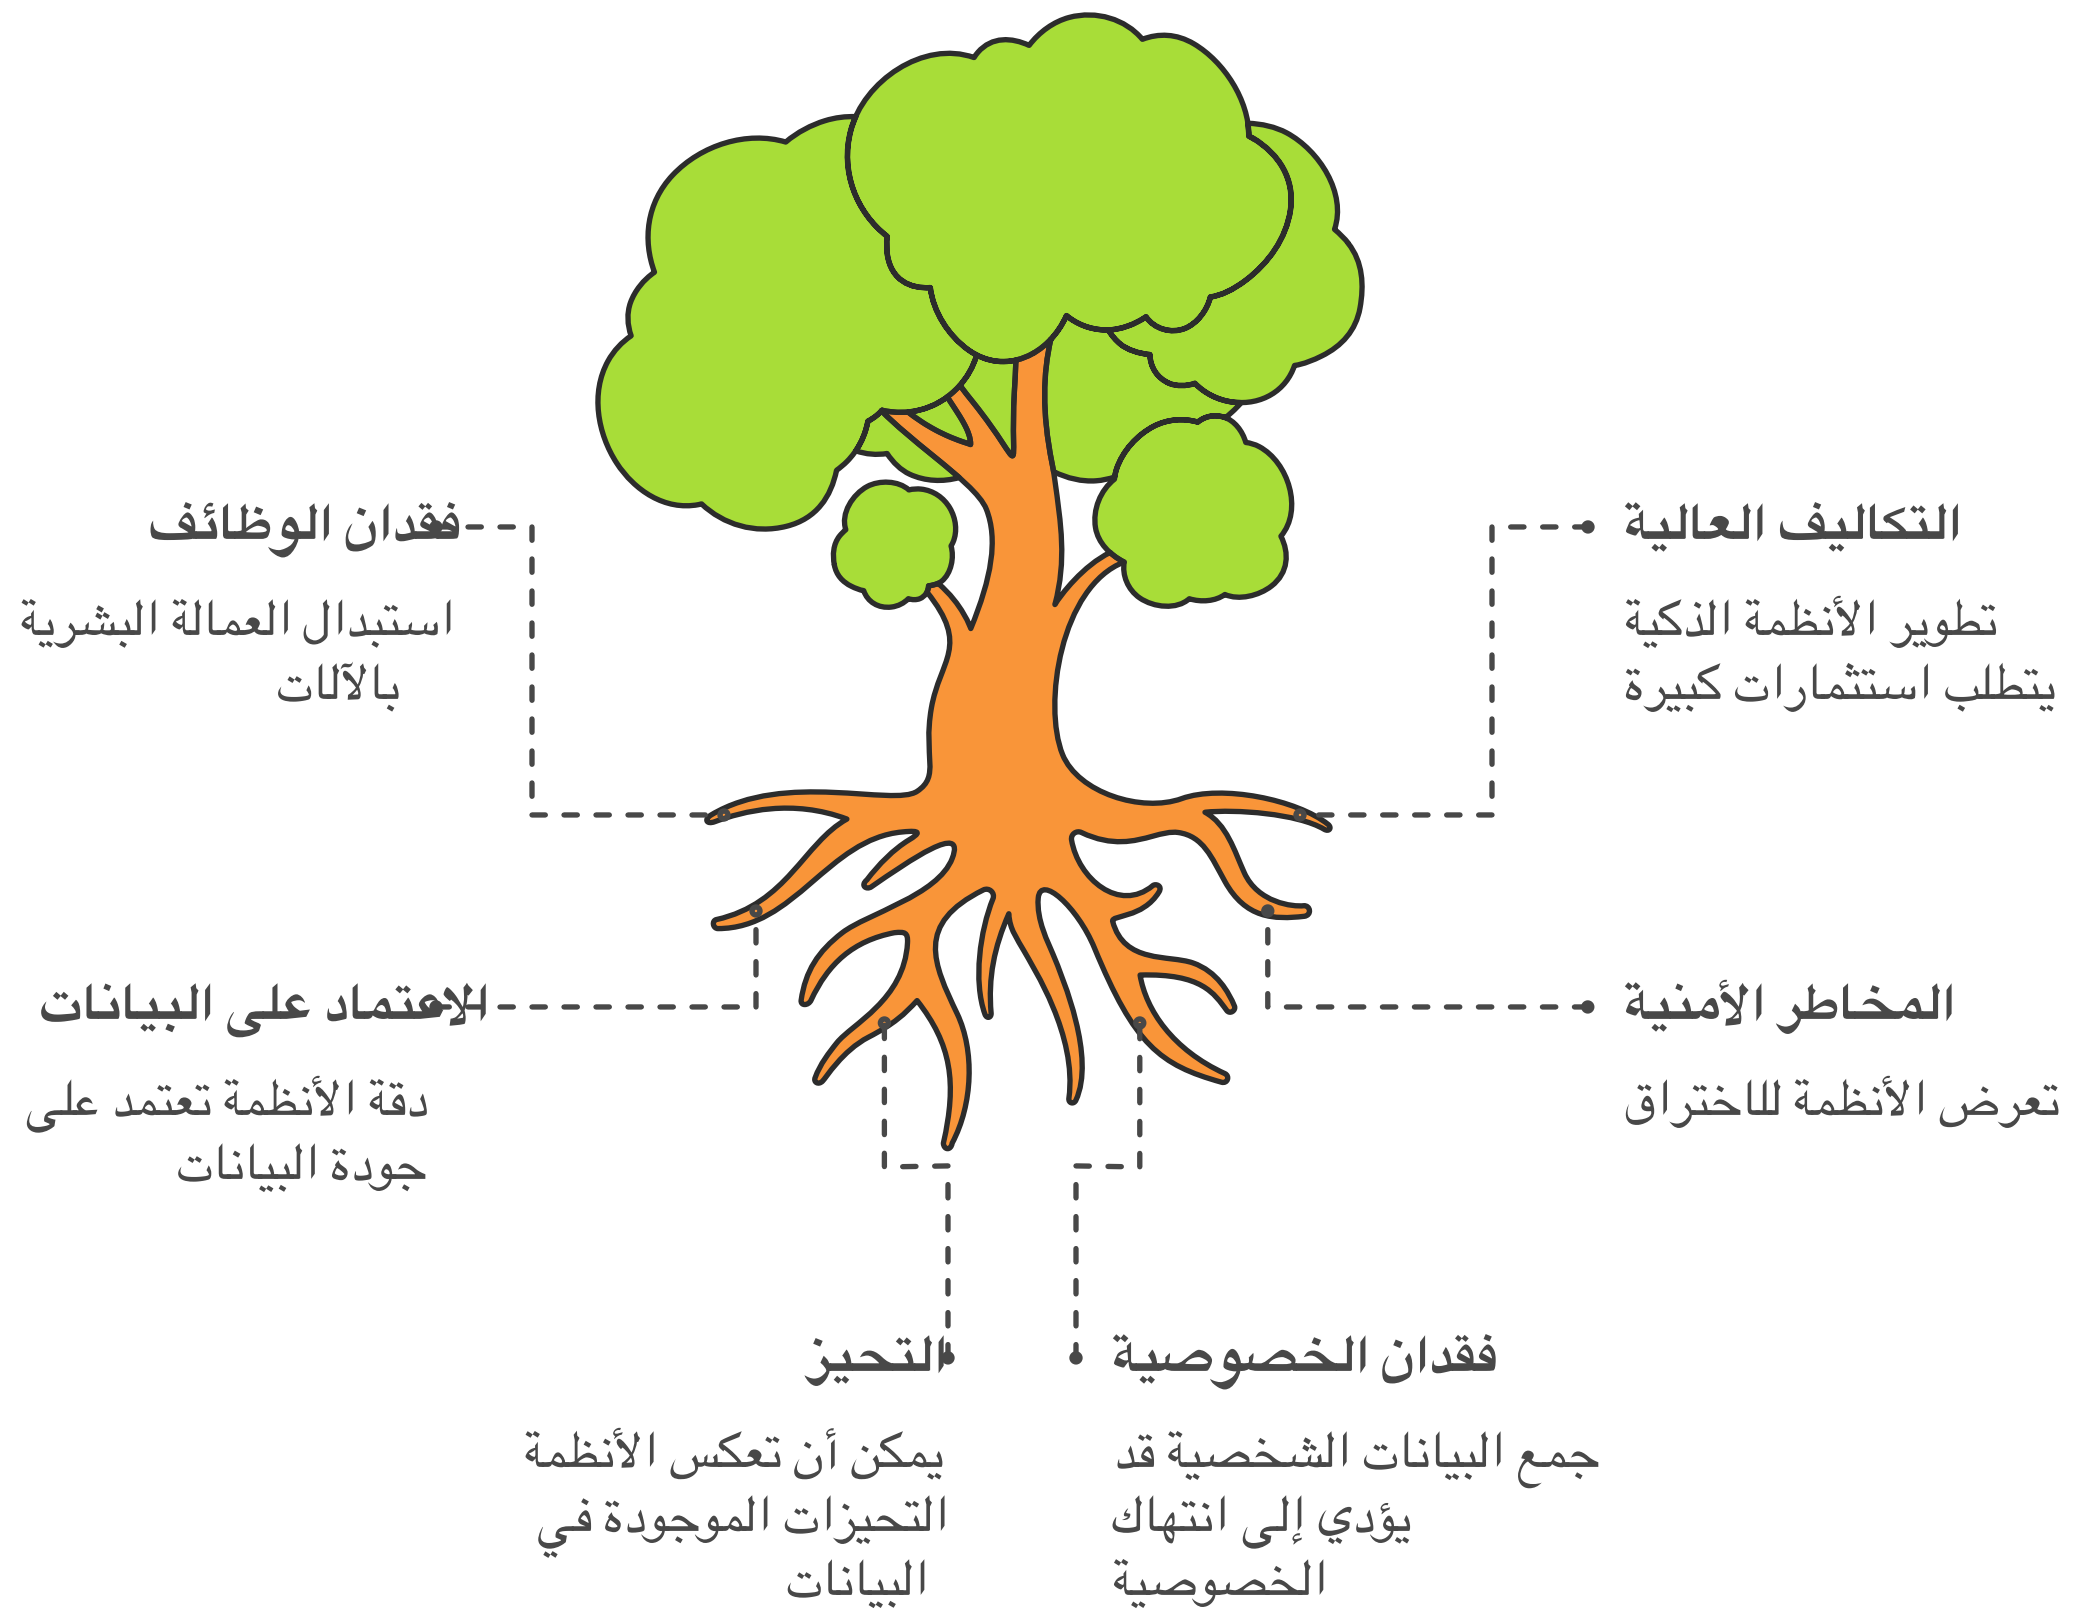 التكاليف العالية
تطوير الأنظمة الذكية
يتطلب استثمارات كبيرة
فقدان الوظائف
استبدال العمالة البشرية
بالآلات
المخاطر الأمنية
تعرض الأنظمة للاختراق
الاعتماد على البيانات
دقة الأنظمة تعتمد على
جودة البيانات
فقدان الخصوصية
جمع البيانات الشخصية قد
يؤدي إلى انتهاك
الخصوصية
التحيز
يمكن أن تعكس الأنظمة
التحيزات الموجودة في
البيانات